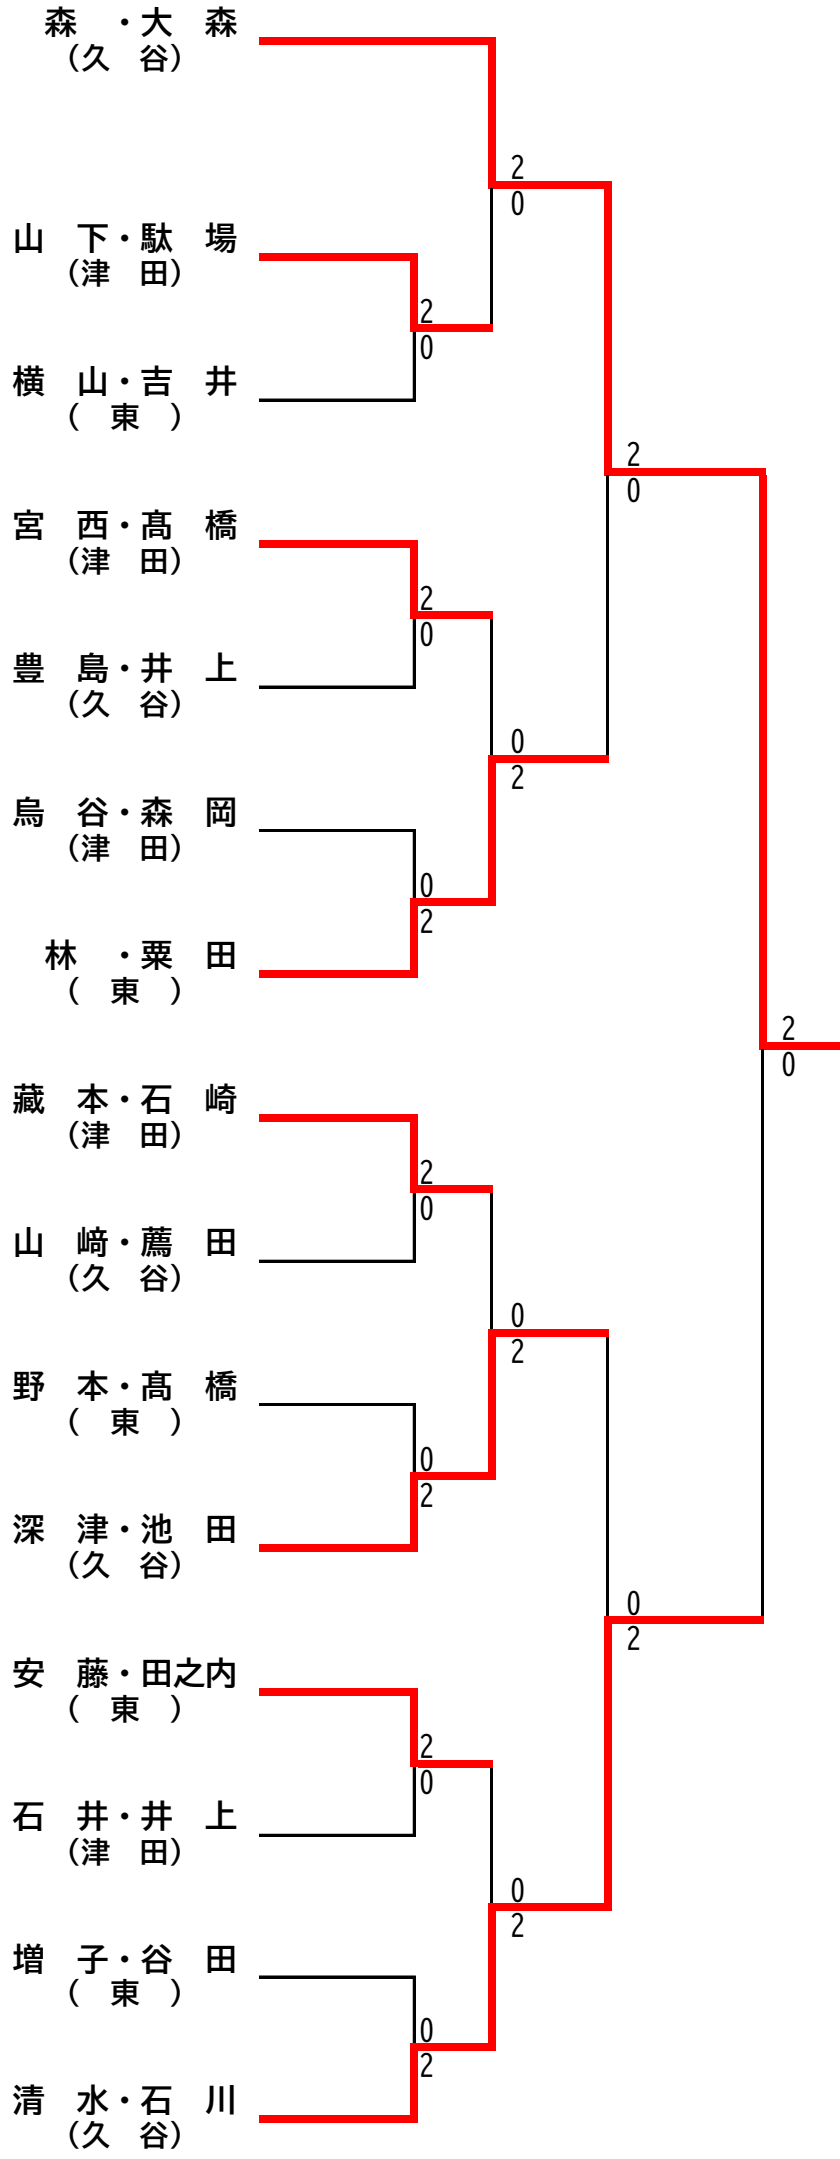 森　・大　森
（久　谷）
2
0
山　下・駄　場
（津　田）
2
0
横　山・吉　井
（　東　）
2
0
宮　西・髙　橋
（津　田）
2
0
豊　島・井　上
（久　谷）
0
2
烏　谷・森　岡
（津　田）
0
2
林　・粟　田
（　東　）
2
0
藏　本・石　崎
（津　田）
2
0
山　﨑・薦　田
（久　谷）
0
2
野　本・髙　橋
（　東　）
0
2
深　津・池　田
（久　谷）
0
2
安　藤・田之内
（　東　）
2
0
石　井・井　上
（津　田）
0
2
増　子・谷　田
（　東　）
0
2
清　水・石　川
（久　谷）